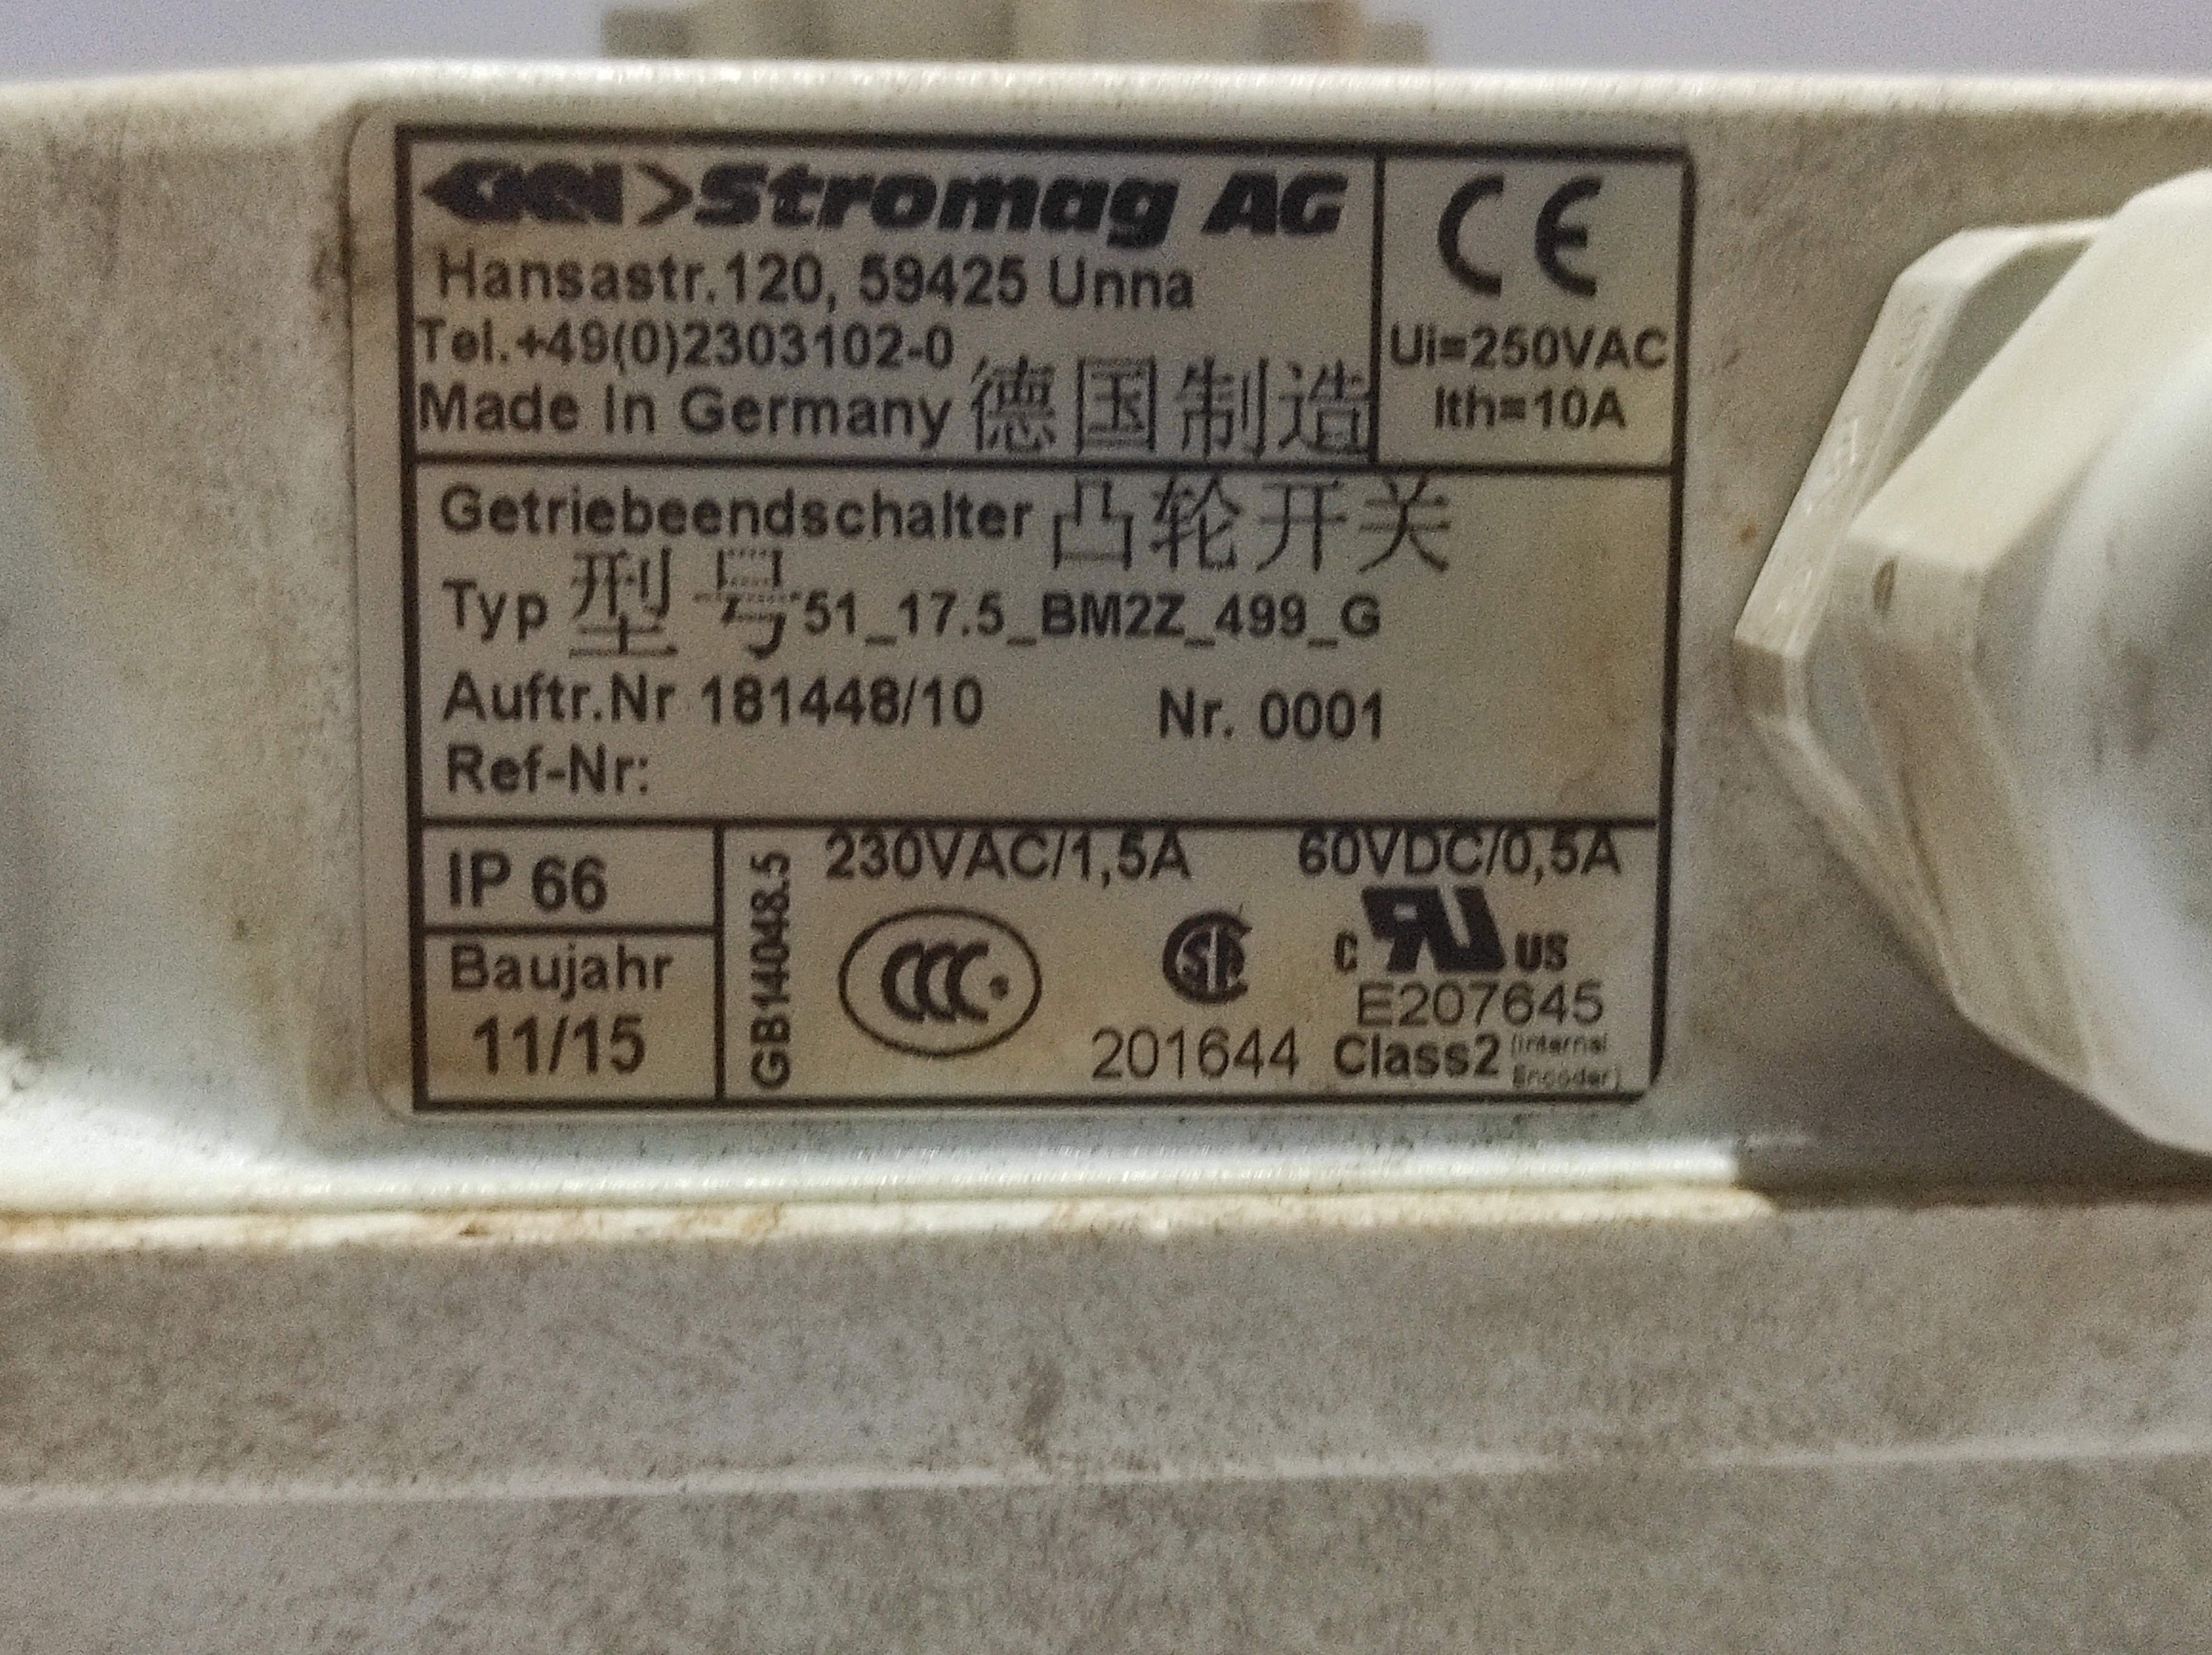 GKN>Stromag AG
Hansastr.120, 59425 Unna
Tel.+49(0)2303102-0
Made In Germany 德国制造
CE
Ui=250VAC
Ith=10A
Getriebeendschalter 凸轮开关
Typ 型号 51_17.5_BM2Z_499_G
Auftr.Nr 181448/10 Nr. 0001
Ref-Nr:
IP 66
Baujahr
11/15
GB14048.5
230VAC/1,5A 60VDC/0,5A
CCC
SA
201644
C RU US
E207645
Class2 (Internal
Encoder)